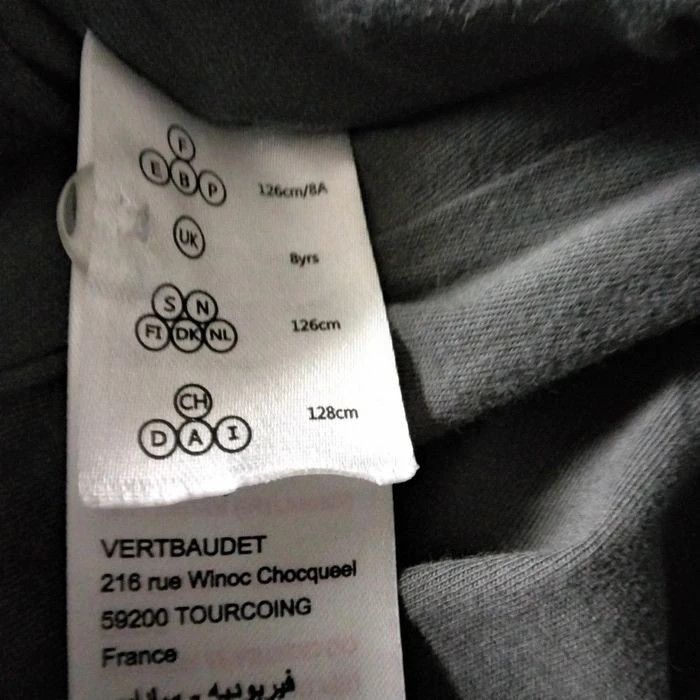 F
E B P 126cm/8A
UK 8yrs
S N
FI DK NL 126cm
CH
D A I 128cm
VERTBAUDET
216 rue Winoc Chocqueel
59200 TOURCOING
France